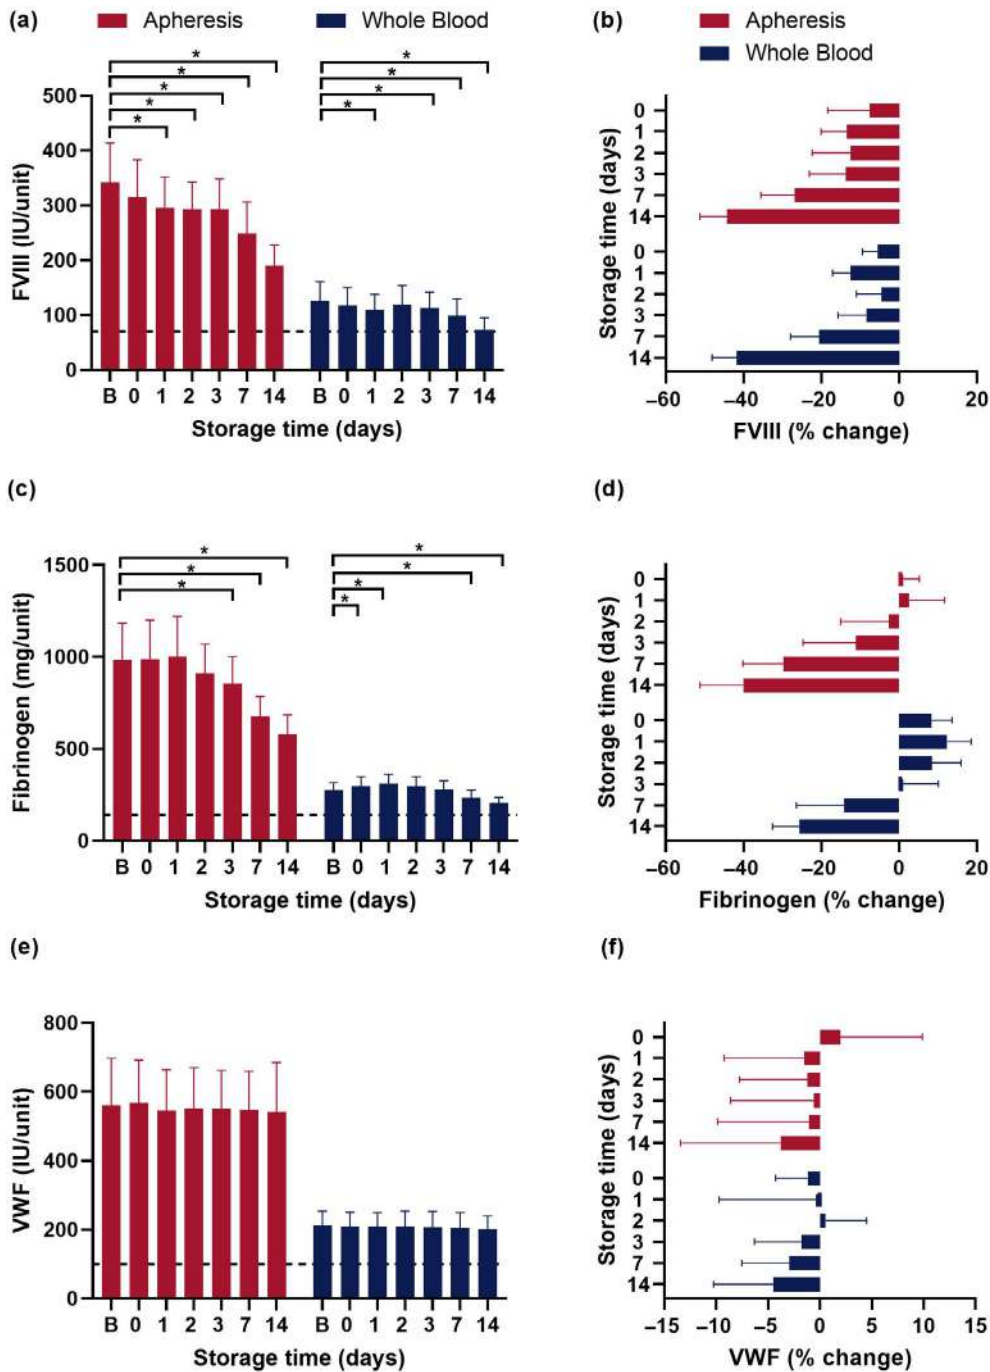 (a) Apheresis Whole Blood
* * * * *
* * * *
FVIII (IU/unit)
500
400
300
200
100
0
B 0 1 2 3 7 14 B 0 1 2 3 7 14
Storage time (days)
(b) Apheresis
Whole Blood
Storage time (days)
0
1
2
3
7
14
0
1
2
3
7
14
–60 –40 –20 0 20
FVIII (% change)
(c)
* * *
* * * *
Fibrinogen (mg/unit)
1500
1000
500
0
B 0 1 2 3 7 14 B 0 1 2 3 7 14
Storage time (days)
(d)
Storage time (days)
0
1
2
3
7
14
0
1
2
3
7
14
–60 –40 –20 0 20
Fibrinogen (% change)
(e)
VWF (IU/unit)
800
600
400
200
0
B 0 1 2 3 7 14 B 0 1 2 3 7 14
Storage time (days)
(f)
Storage time (days)
0
1
2
3
7
14
0
1
2
3
7
14
–15 –10 –5 0 5 10 15
VWF (% change)